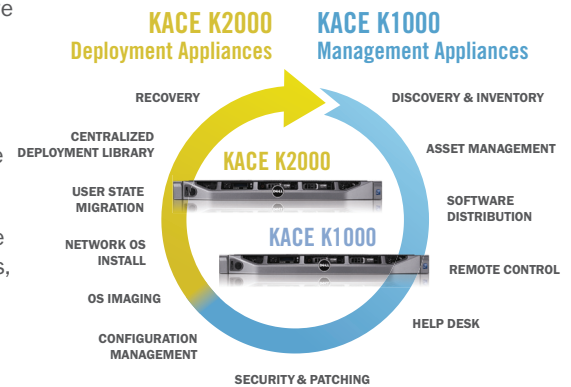 e
KACE K2000
Deployment Appliances
KACE K1000
Management Appliances
RECOVERY
DISCOVERY & INVENTORY
CENTRALIZED
DEPLOYMENT LIBRARY
e
ASSET MANAGEMENT
KACE K2000
USER STATE
MIGRATION
DELL
SOFTWARE
DISTRIBUTION
KACE K1000
NETWORK OS
INSTALL
e
s,
DELL
REMOTE CONTROL
OS IMAGING
HELP DESK
CONFIGURATION
MANAGEMENT
SECURITY & PATCHING